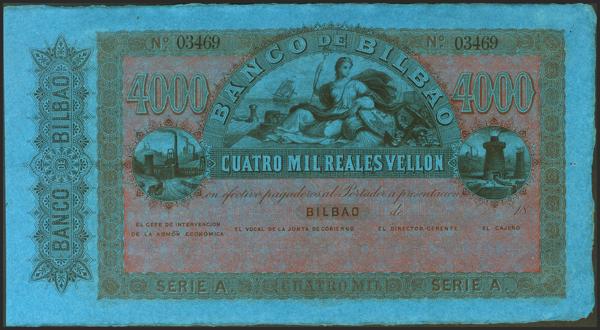 BANCO DE BILBAO
Nº 03469
Nº 03469
BANCO DE BILBAO
4000
4000
CUATRO MIL REALES VELLON
en efectivo pagaderos al Portador a presentacion
BILBAO de 18
EL GEFE DE INTERVENCION
DE LA ADMON ECONOMICA
EL VOCAL DE LA JUNTA DE GOBIERNO
EL DIRECTOR-GERENTE
EL CAJERO
SERIE A.
CUATRO MIL
SERIE A.